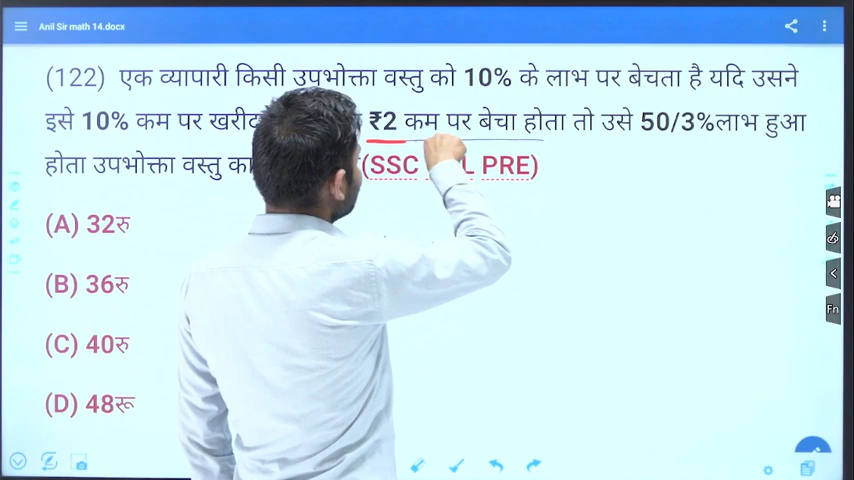 Anil Sir math 14.docx
(122) एक व्यापारी किसी उपभोक्ता वस्तु को 10% के लाभ पर बेचता है यदि उसने
इसे 10% कम पर ₹2 कम पर बेचा होता तो उसे 50/3%लाभ हुआ
होता उपभोक्ता वस्तु (SSC PRE)
(A) 32रु
(B) 36रु
(C) 40रु
(D) 48रू
Fn